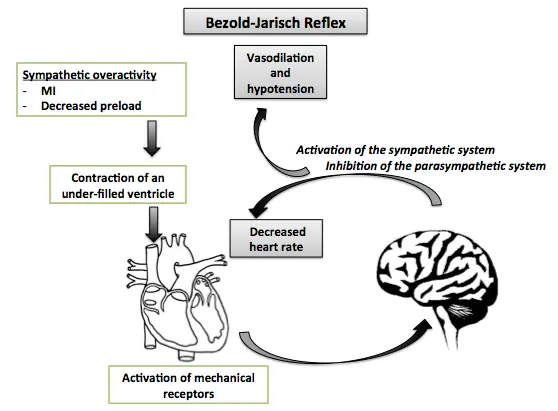 Bezold-Jarisch Reflex
Vasodilation
and
hypotension
Sympathetic overactivity
- MI
- Decreased preload
Activation of the sympathetic system
Inhibition of the parasympathetic system
Contraction of an
under-filled ventricle
Decreased
heart rate
Activation of mechanical
receptors